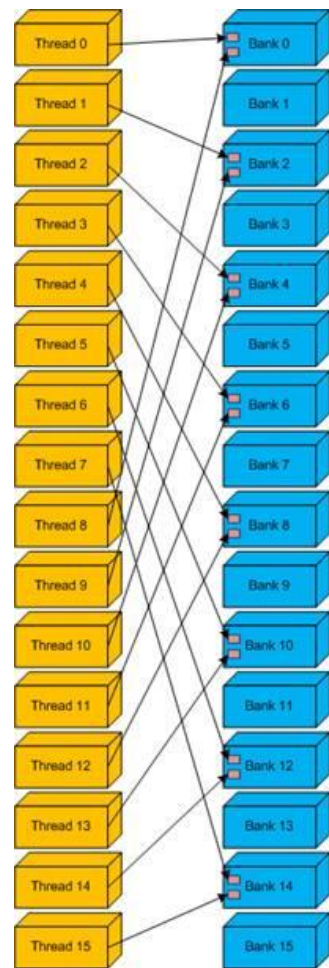 Thread 0 Bank 0
Thread 1 Bank 1
Thread 2 Bank 2
Thread 3 Bank 3
Thread 4 Bank 4
Thread 5 Bank 5
Thread 6 Bank 6
Thread 7 Bank 7
Thread 8 Bank 8
Thread 9 Bank 9
Thread 10 Bank 10
Thread 11 Bank 11
Thread 12 Bank 12
Thread 13 Bank 13
Thread 14 Bank 14
Thread 15 Bank 15